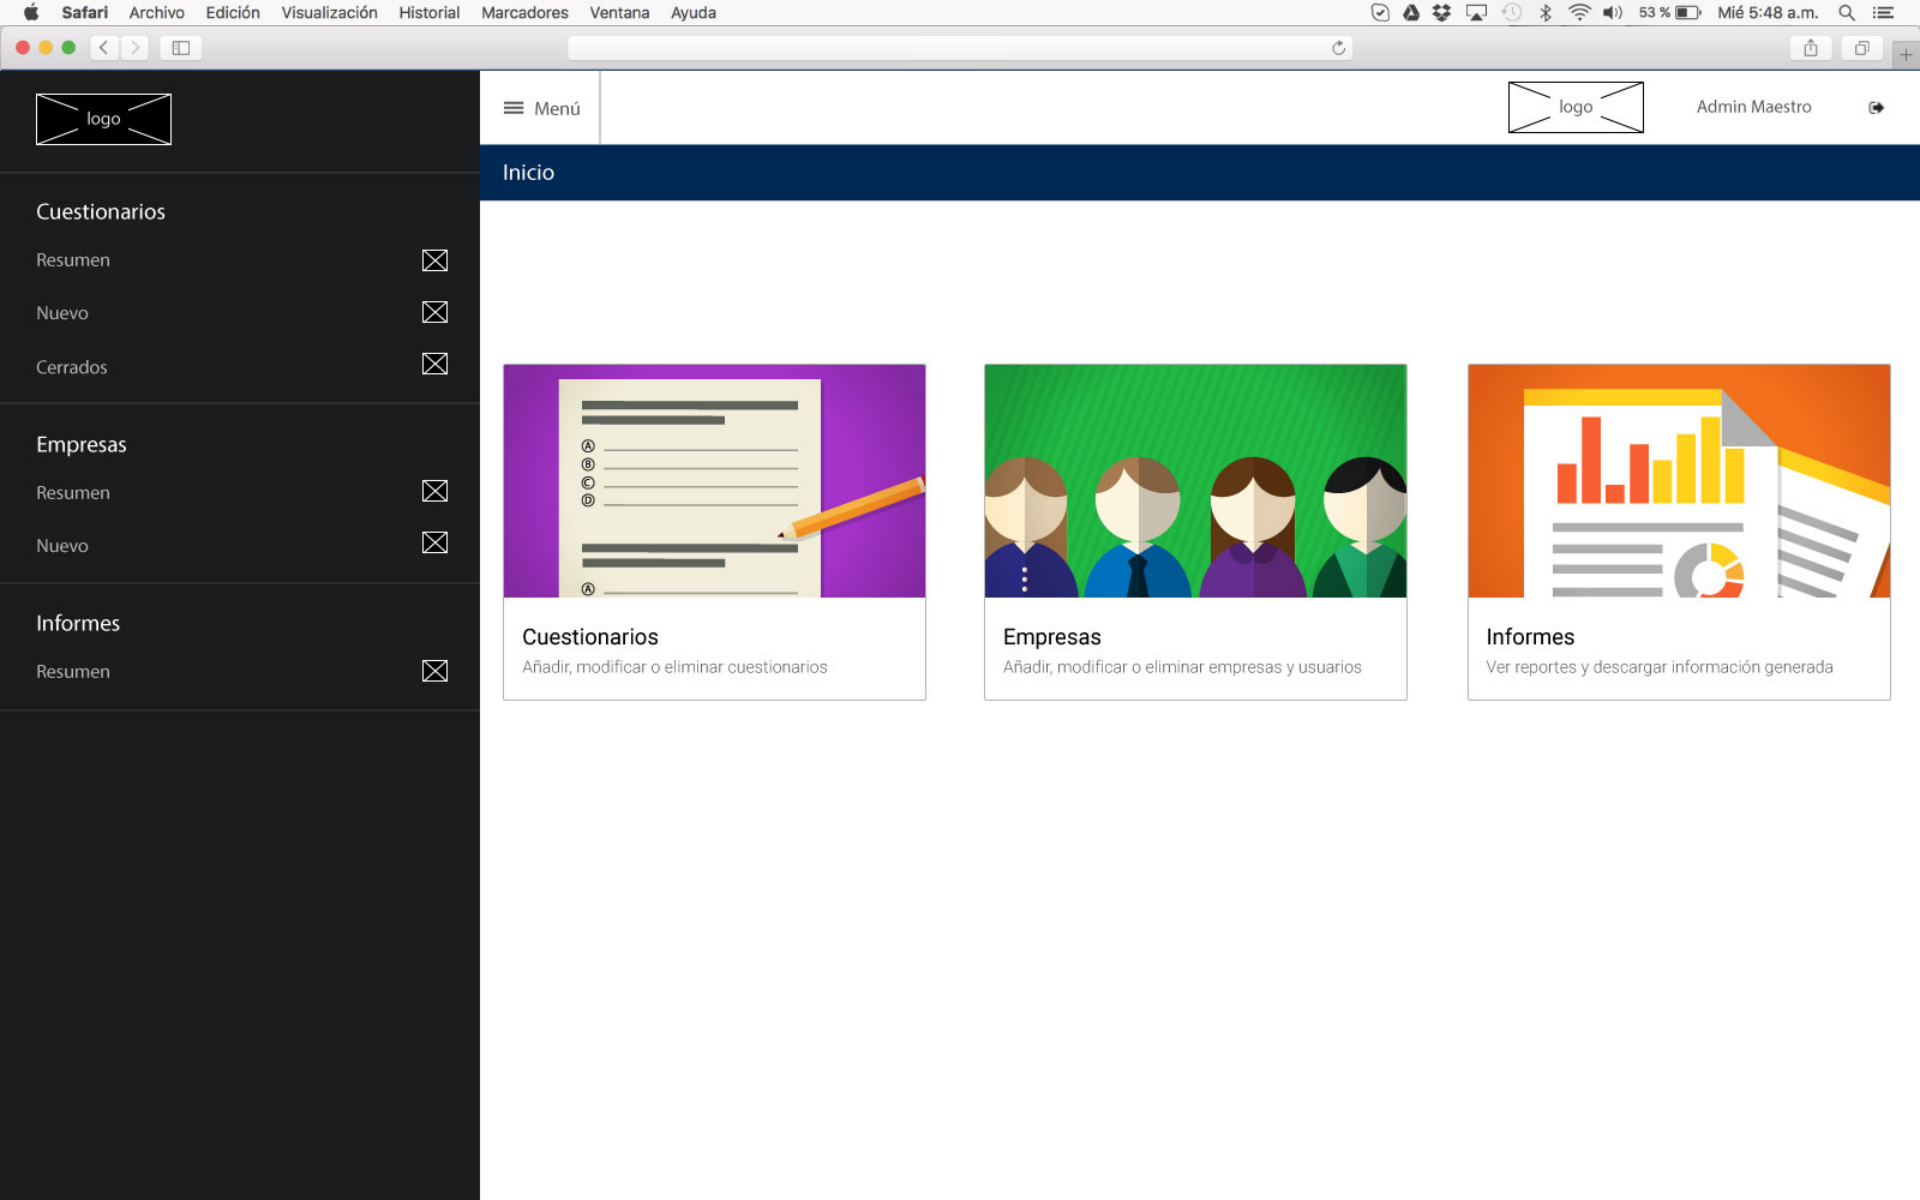 Safari Archivo Edición Visualización Historial Marcadores Ventana Ayuda 53 % Mié 5:48 a.m.
logo
Cuestionarios
Resumen
Nuevo
Cerrados
Empresas
Resumen
Nuevo
Informes
Resumen
Menú
logo
Admin Maestro
Inicio
A
B
C
D
A
Cuestionarios
Añadir, modificar o eliminar cuestionarios
Empresas
Añadir, modificar o eliminar empresas y usuarios
Informes
Ver reportes y descargar información generada